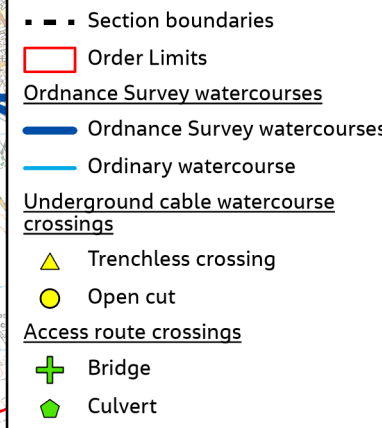 Section boundaries
Order Limits
Ordnance Survey watercourses
Ordnance Survey watercourses
Ordinary watercourse
Underground cable watercourse
crossings
Trenchless crossing
Open cut
Access route crossings
Bridge
Culvert